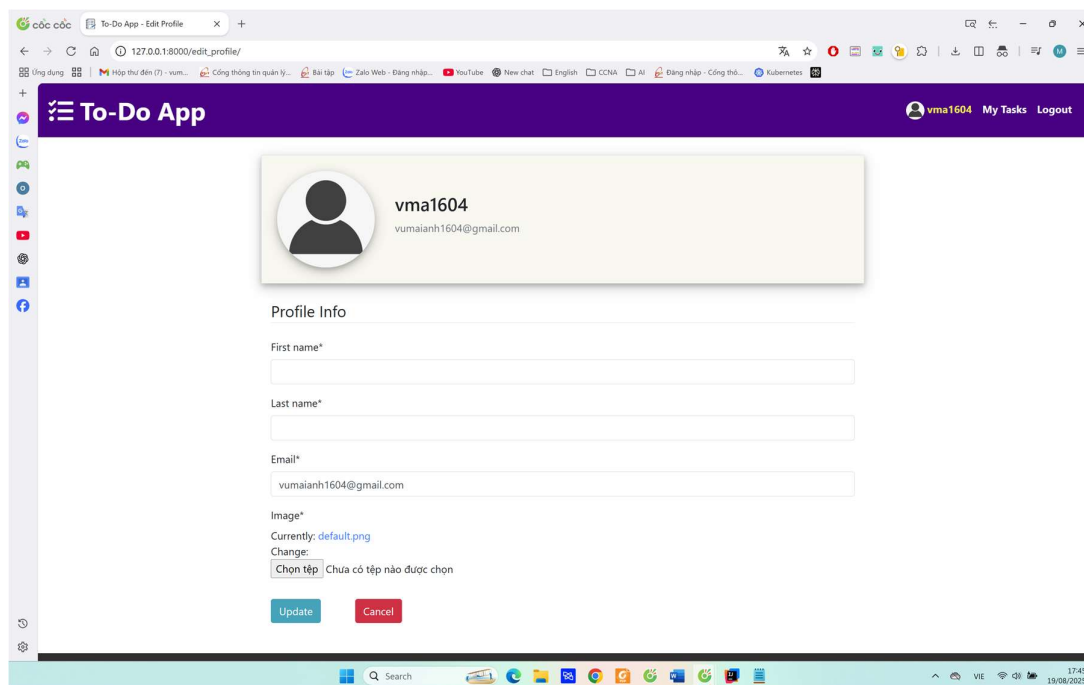 cốc cốc To-Do App - Edit Profile
127.0.0.1:8000/edit_profile/
Ứng dụng Hộp thư đến (7) - vum... Cổng thông tin quản lý... Bài tập Zalo Web - Đăng nhập... YouTube New chat English CCNA AI Đăng nhập - Cổng thô... Kubernetes
To-Do App vma1604 My Tasks Logout
vma1604
vumaianh1604@gmail.com
Profile Info
First name*
Last name*
Email*
vumaianh1604@gmail.com
Image*
Currently: default.png
Change:
Chọn tệp Chưa có tệp nào được chọn
Update Cancel
Search VIE 17:45